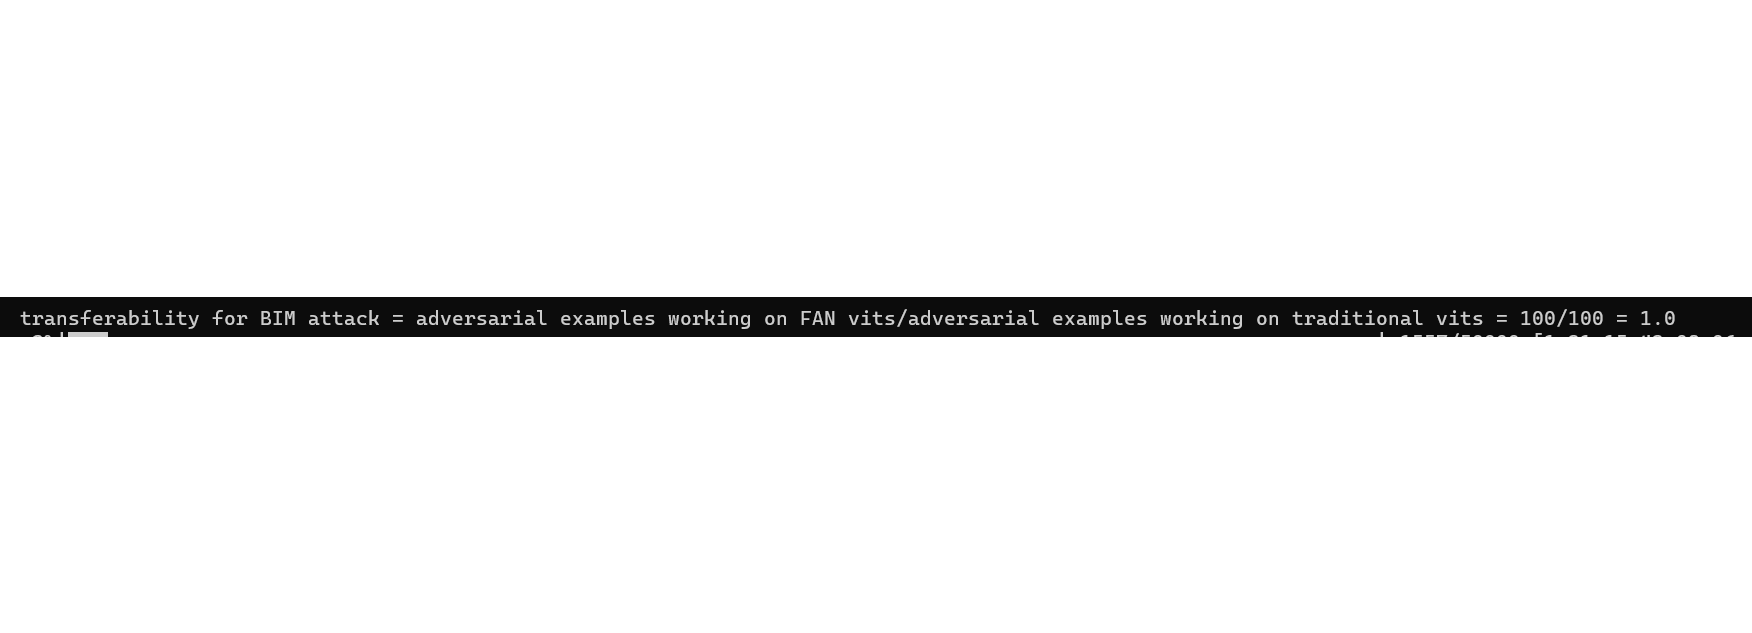 transferability for BIM attack = adversarial examples working on FAN vits/adversarial examples working on traditional vits = 100/100 = 1.0